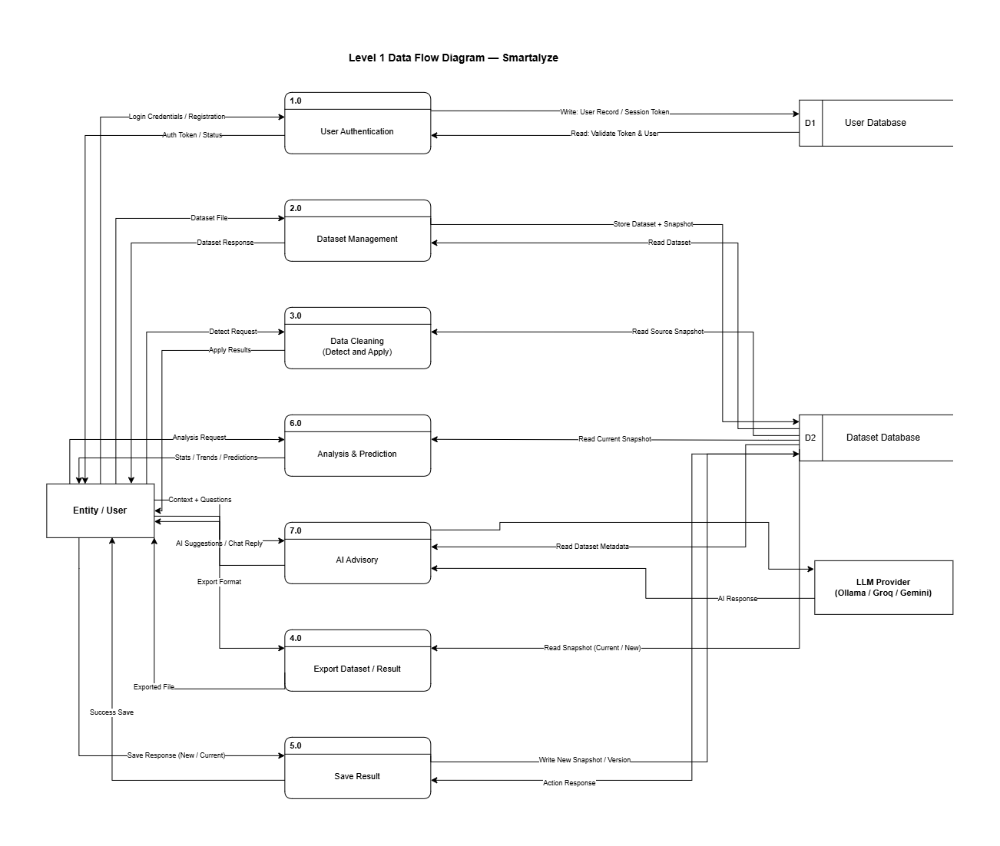 Level 1 Data Flow Diagram — Smartalyze
1.0
User Authentication
Login Credentials / Registration
Auth Token / Status
Write: User Record / Session Token
Read: Validate Token & User
D1
User Database
2.0
Dataset Management
Dataset File
Dataset Response
Store Dataset + Snapshot
Read Dataset
3.0
Data Cleaning
(Detect and Apply)
Detect Request
Apply Results
Read Source Snapshot
6.0
Analysis & Prediction
Analysis Request
Stats / Trends / Predictions
Read Current Snapshot
D2
Dataset Database
Entity / User
Context + Questions
7.0
AI Advisory
AI Suggestions / Chat Reply
Read Dataset Metadata
Export Format
LLM Provider
(Ollama / Groq / Gemini)
AI Response
4.0
Export Dataset / Result
Read Snapshot (Current / New)
Exported File
Success Save
5.0
Save Result
Save Response (New / Current)
Write New Snapshot / Version
Action Response